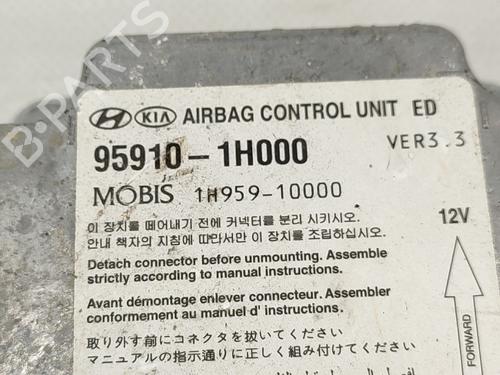 B-PARTS
KIA AIRBAG CONTROL UNIT ED
95910-1H000 VER3.3
MOBIS 1H959-10000
이 장치를 떼어내기 전에 커넥터를 분리 시키시오.
안내 책자의 지침에 따라서만 이 장치를 조립하십시오. 12V
Detach connector before unmounting. Assemble
strictly according to manual instructions.
Avant démontage enlever connecteur. Assembler
conformement au manuel d' instructions.
取り外す前にコネクタを抜いてください
マニュアルの指示通りに正しく組み付けてください
FORWARD